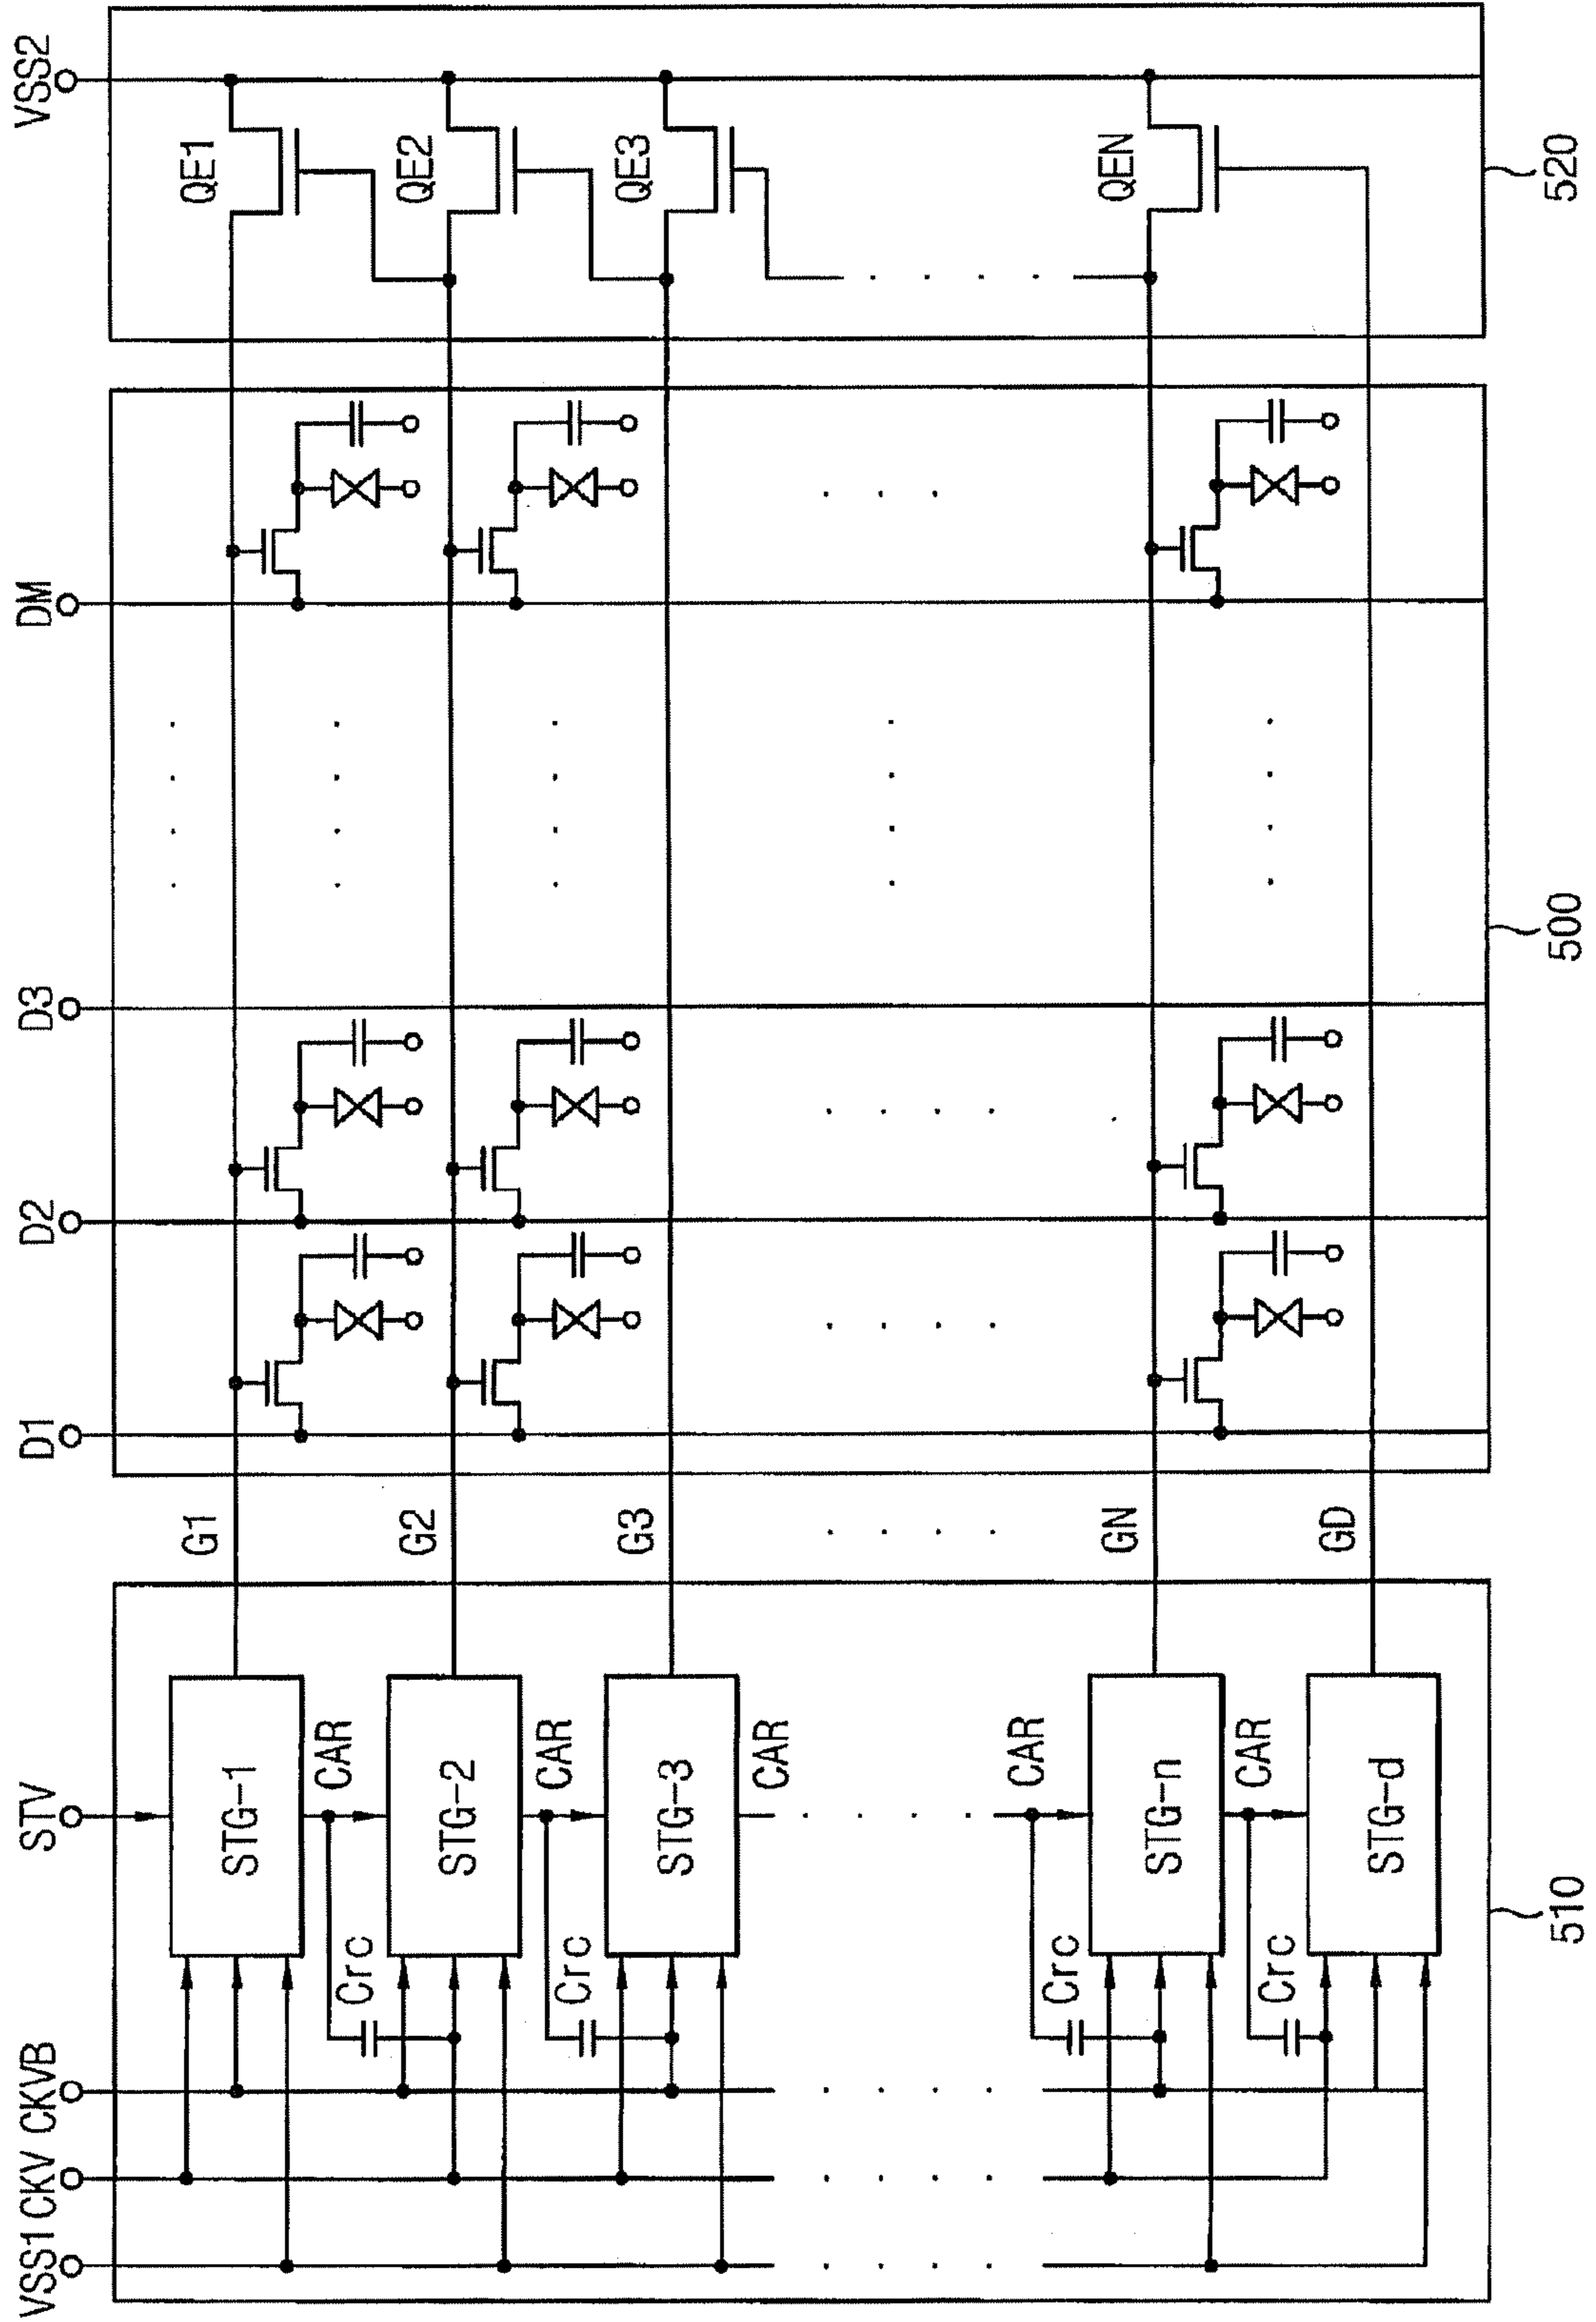 VSS2
QE1
QE2
QE3
QEN
520
DM
D3
D2
D1
500
G1
G2
G3
GN
GD
STV
STG-1
CAR
STG-2
CAR
STG-3
CAR
CAR
STG-n
CAR
STG-d
Crc
Crc
Crc
Crc
510
CKVB
CKV
VSS1